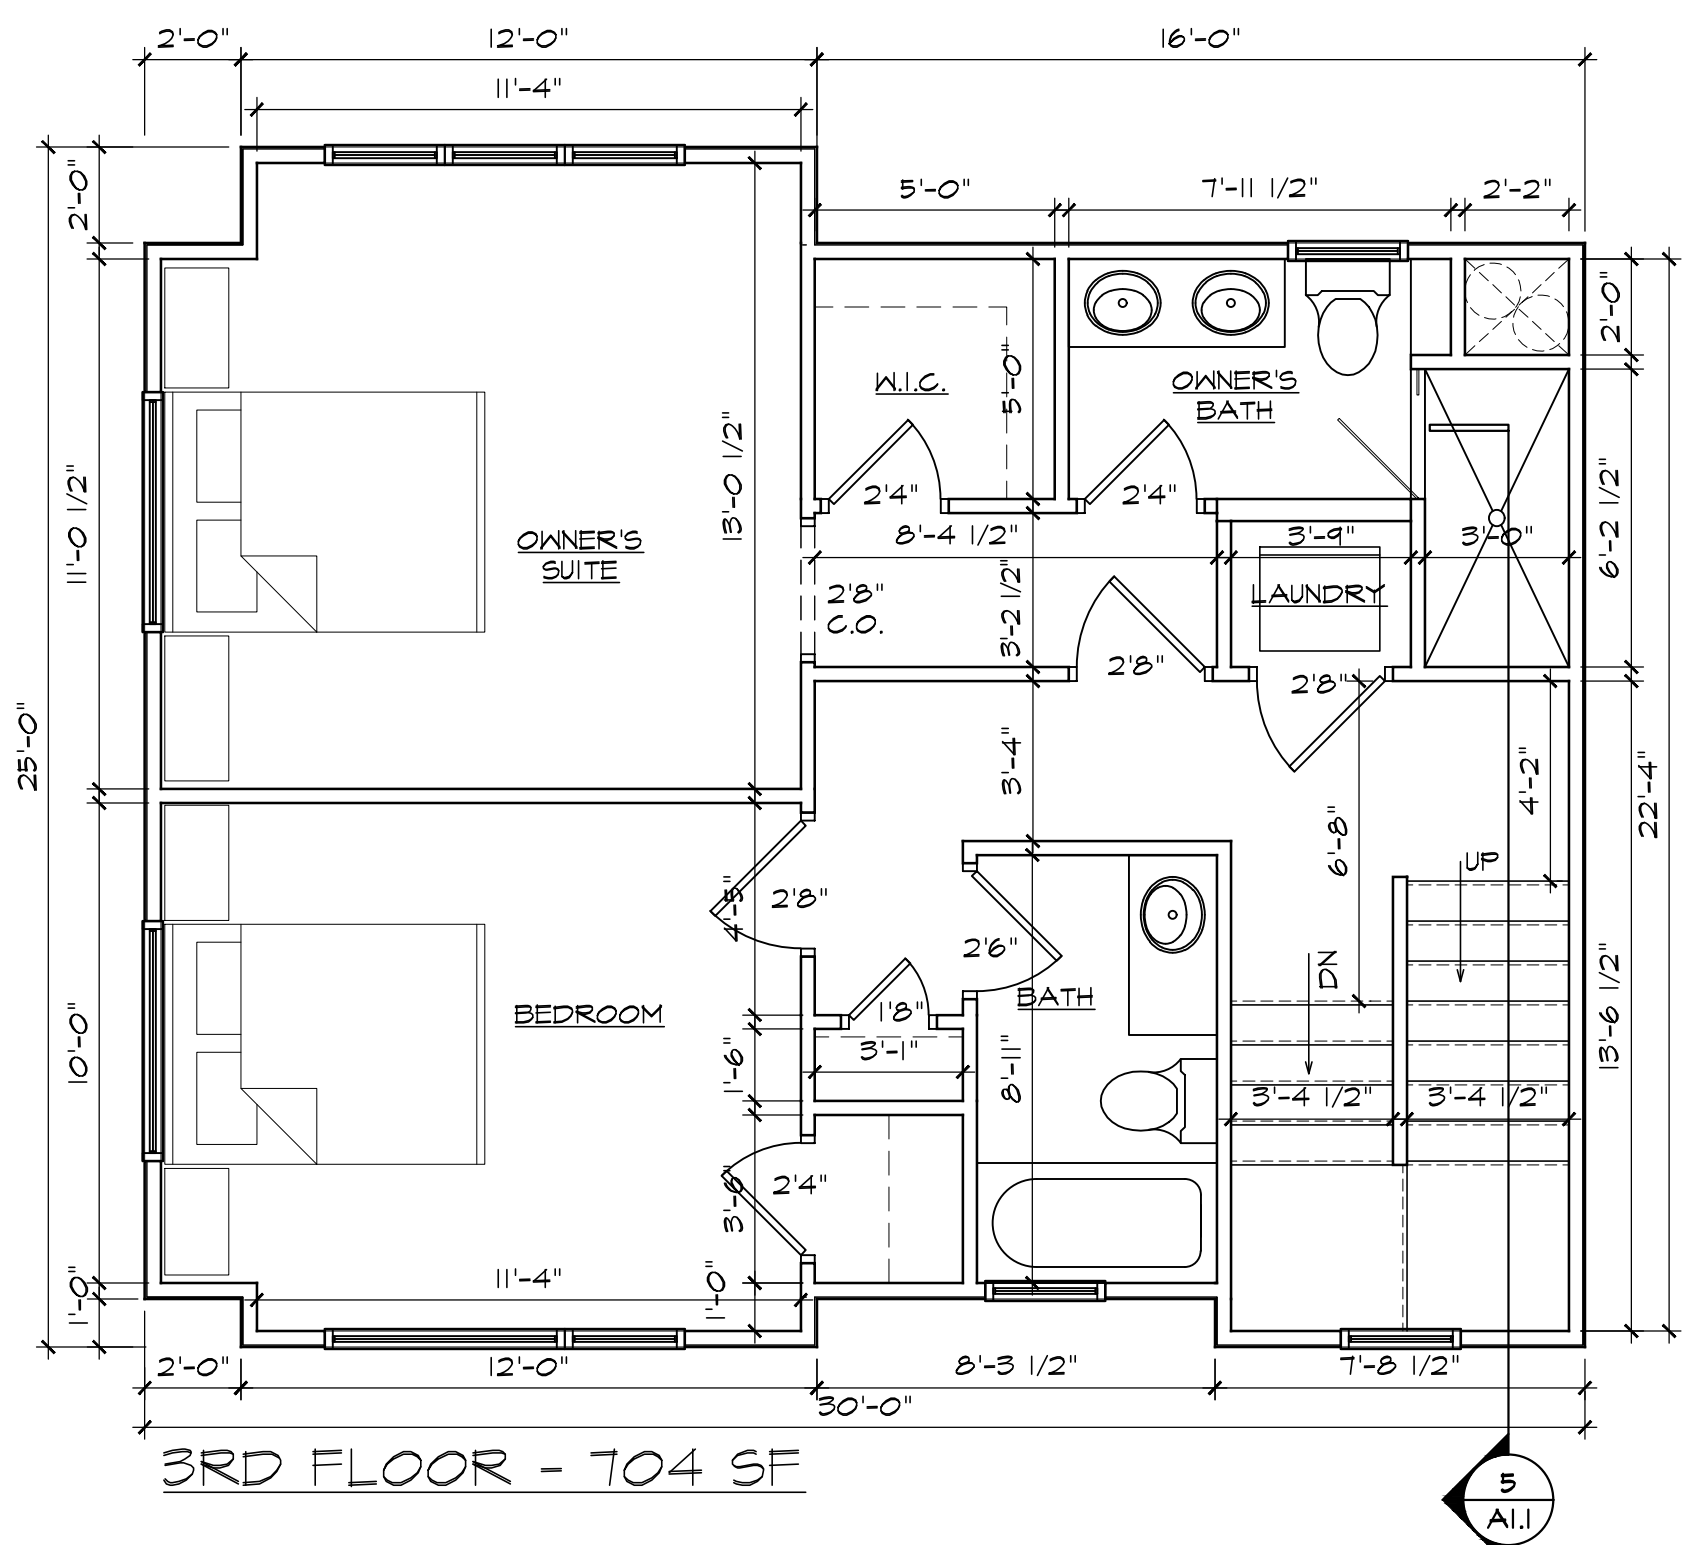 2'-0" 12'-0" 16'-0"
11'-4"
5'-0" 7'-11 1/2" 2'-2"
2'-0"
2'-0"
W.I.C.
5'-0"
OWNER'S
BATH
13'-0 1/2"
11'-0 1/2"
2'4" 2'4"
8'-4 1/2" 3'-9" 3'-0"
6'-2 1/2"
OWNER'S
SUITE
2'8"
C.O.
3'-2 1/2"
LAUNDRY
2'8" 2'8"
25'-0"
3'-4"
4'-2"
22'-4"
6'-8"
UP
4'-5"
2'8"
2'6"
DN
BATH
BEDROOM
1'8"
10'-0"
1'-6"
3'-1"
8'-11"
13'-6 1/2"
3'-4 1/2" 3'-4 1/2"
3'-6"
2'4"
11'-4"
1'-0"
1'-0"
2'-0" 12'-0" 8'-3 1/2" 7'-8 1/2"
30'-0"
3RD FLOOR - 704 SF
5
A1.1